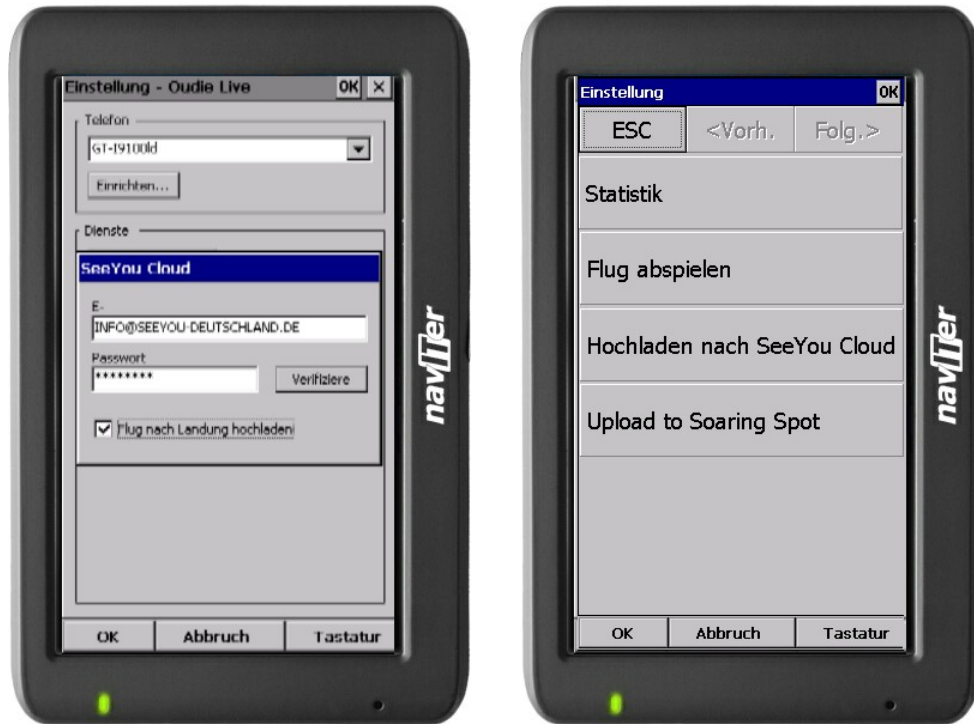 Einstellung - Oudie Live OK ×
Telefon
GT-I9100ld
Einrichten...
Dienste
SeeYou Cloud
E-
INFO@SEEYOU-DEUTSCHLAND.DE
Passwort
******** Verifiziere
Flug nach Landung hochladen
OK Abbruch Tastatur
naviter
Einstellung OK
ESC <Vorh. Folg.>
Statistik
Flug abspielen
Hochladen nach SeeYou Cloud
Upload to Soaring Spot
OK Abbruch Tastatur
naviter